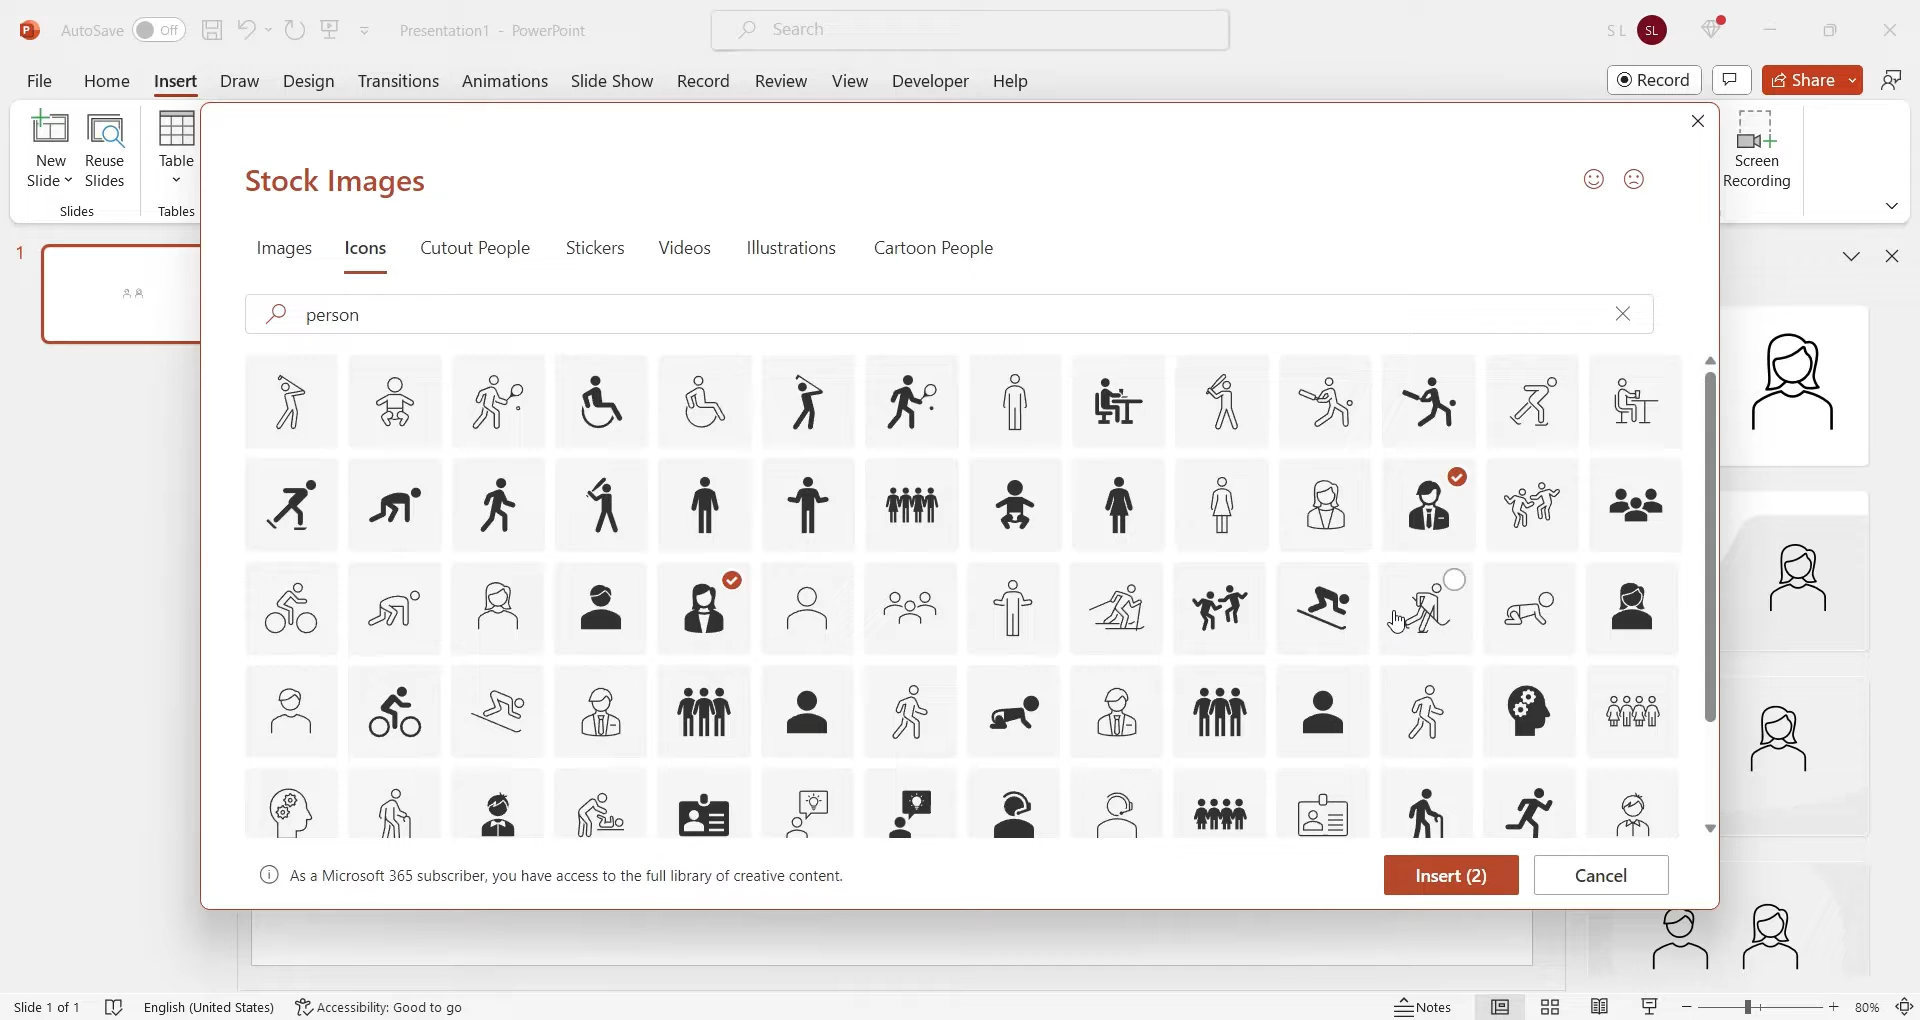 AutoSave Off Presentation1 - PowerPoint Search S L SL
File Home Insert Draw Design Transitions Animations Slide Show Record Review View Developer Help Record Share
New Slide
Reuse Slides
Table
Slides
Tables
Screen Recording
1
Stock Images
Images Icons Cutout People Stickers Videos Illustrations Cartoon People
person
As a Microsoft 365 subscriber, you have access to the full library of creative content.
Insert (2) Cancel
Slide 1 of 1 English (United States) Accessibility: Good to go Notes 80%